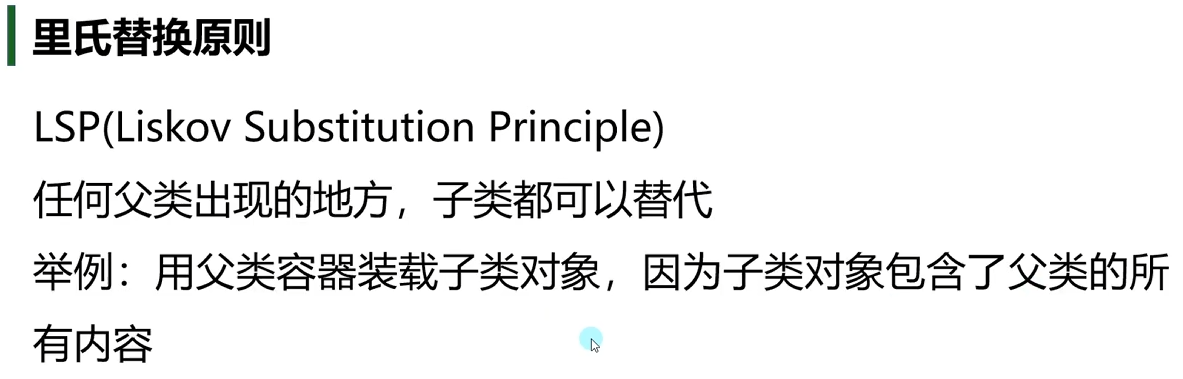 里氏替换原则
LSP(Liskov Substitution Principle)
任何父类出现的地方，子类都可以替代
举例：用父类容器装载子类对象，因为子类对象包含了父类的所
有内容